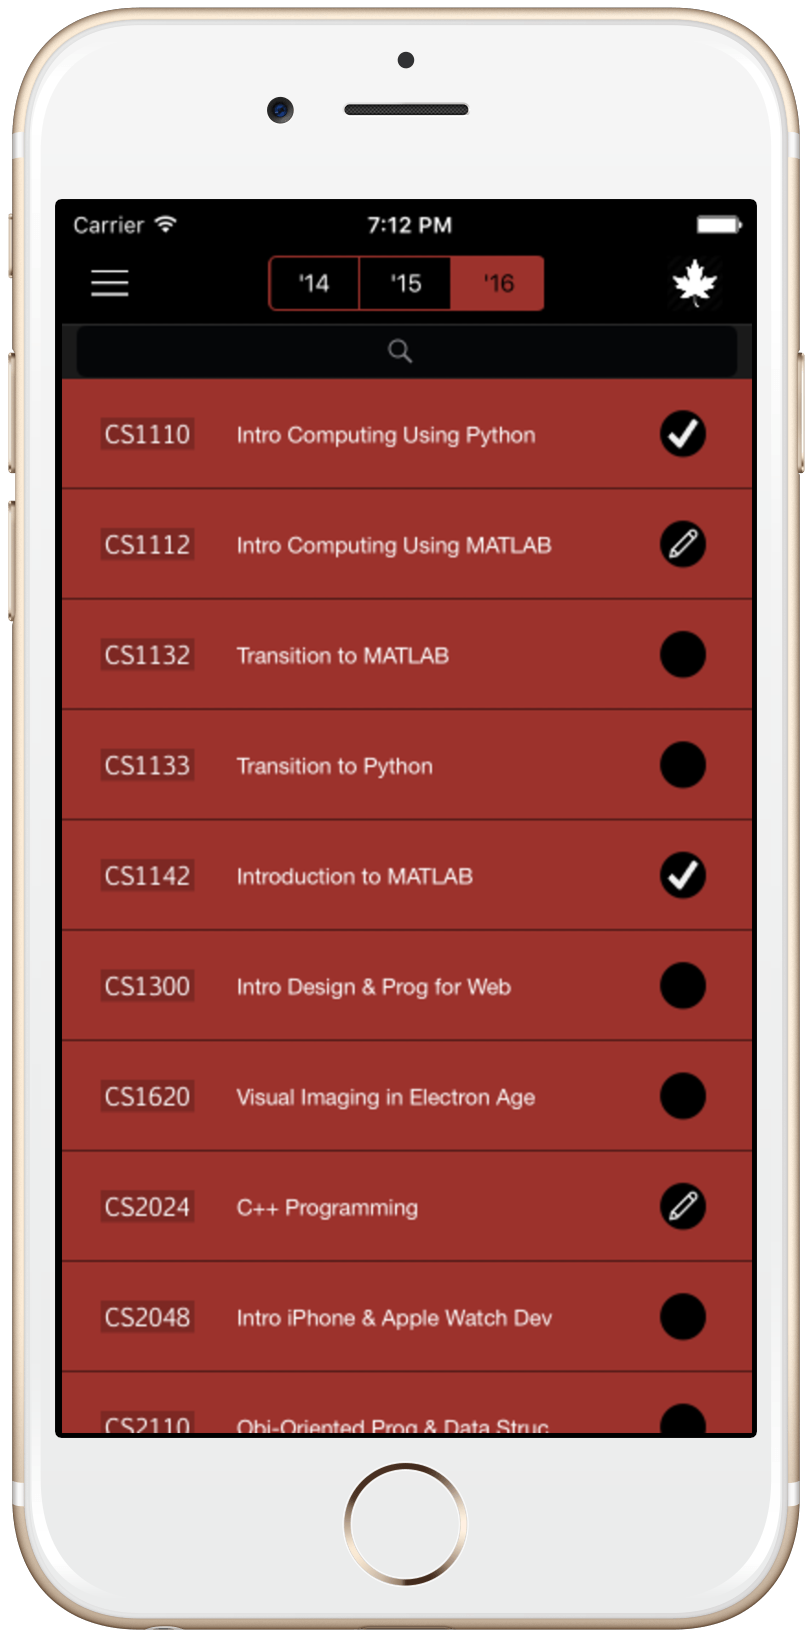 Carrier 7:12 PM
'14 '15 '16
CS1110 Intro Computing Using Python
CS1112 Intro Computing Using MATLAB
CS1132 Transition to MATLAB
CS1133 Transition to Python
CS1142 Introduction to MATLAB
CS1300 Intro Design & Prog for Web
CS1620 Visual Imaging in Electron Age
CS2024 C++ Programming
CS2048 Intro iPhone & Apple Watch Dev
CS2110 Obj-Oriented Prog & Data Struc